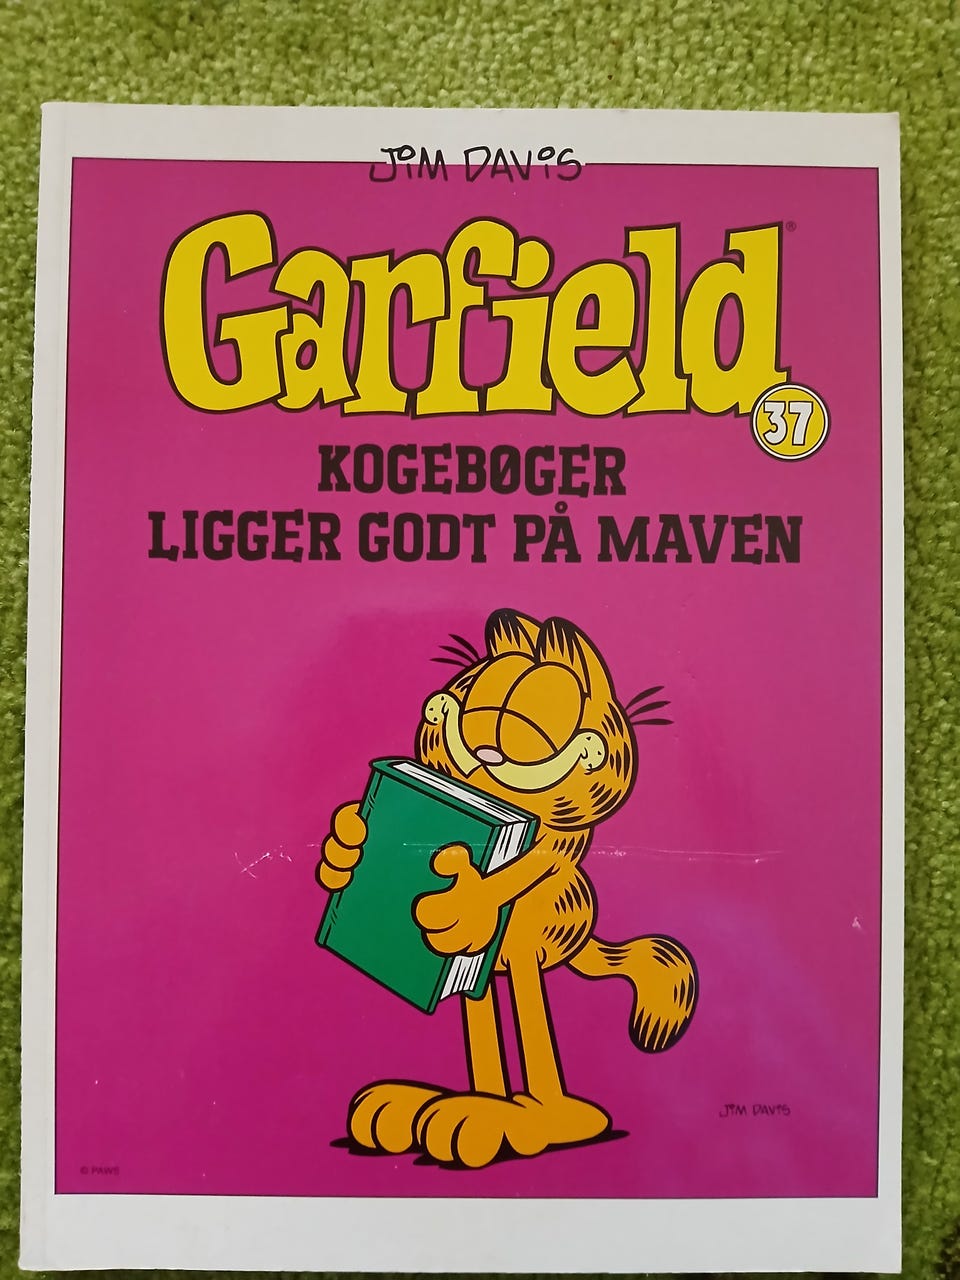 JIM DAVIS
Garfield®
37
KOGEBØGER
LIGGER GODT PÅ MAVEN
JIM DAVIS
© PAWS